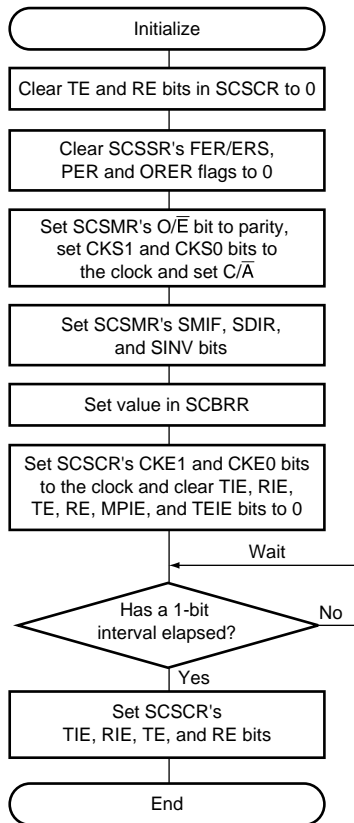 Initialize
Clear TE and RE bits in SCSCR to 0
Clear SCSSR's FER/ERS,
PER and ORER flags to 0
Set SCSMR's O/E̅ bit to parity,
set CKS1 and CKS0 bits to
the clock and set C/A̅
Set SCSMR's SMIF, SDIR,
and SINV bits
Set value in SCBRR
Set SCSCR's CKE1 and CKE0 bits
to the clock and clear TIE, RIE,
TE, RE, MPIE, and TEIE bits to 0
Wait
Has a 1-bit
interval elapsed?
No
Yes
Set SCSCR's
TIE, RIE, TE, and RE bits
End